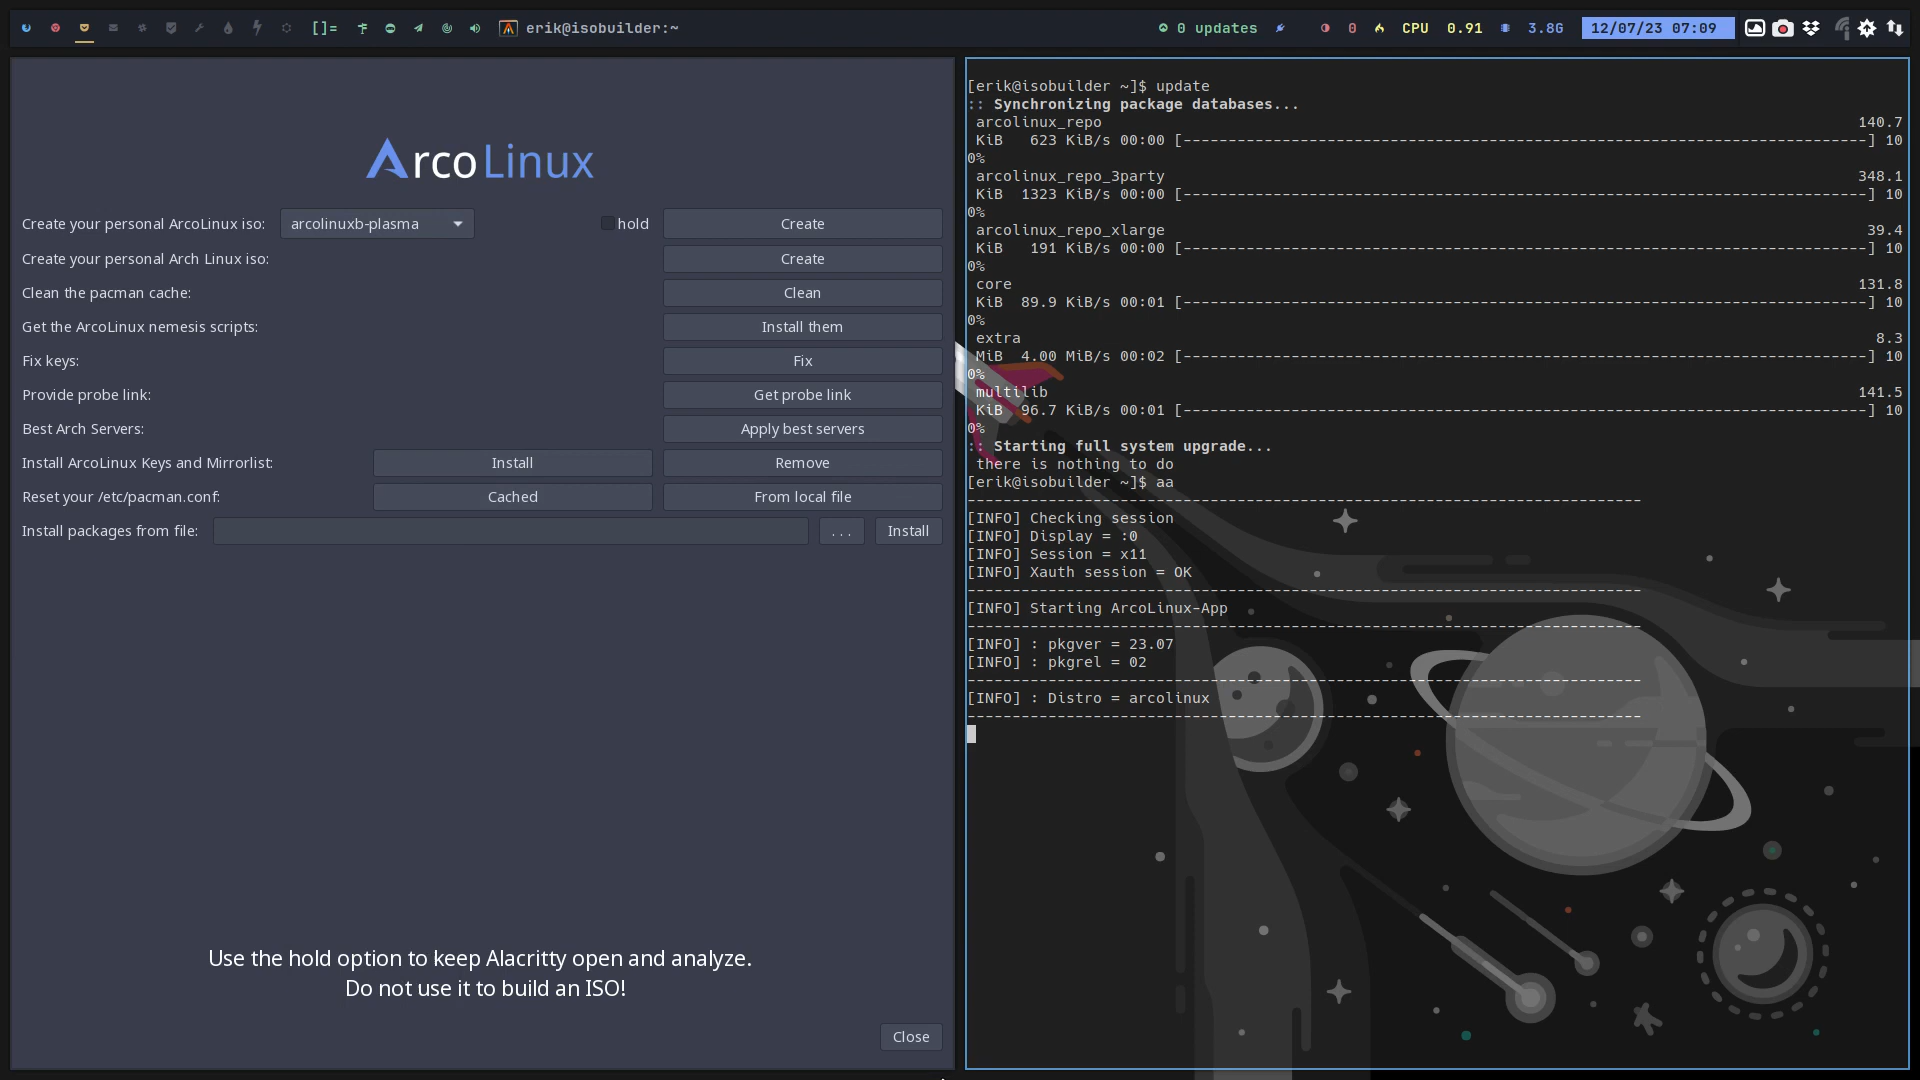 []= erik@isobuilder:~ 0 updates 0 CPU 0.91 3.8G 12/07/23 07:09
ArcoLinux
Create your personal ArcoLinux iso: arcolinuxb-plasma hold Create
Create your personal Arch Linux iso: Create
Clean the pacman cache: Clean
Get the ArcoLinux nemesis scripts: Install them
Fix keys: Fix
Provide probe link: Get probe link
Best Arch Servers: Apply best servers
Install ArcoLinux Keys and Mirrorlist: Install Remove
Reset your /etc/pacman.conf: Cached From local file
Install packages from file: ... Install
Use the hold option to keep Alacritty open and analyze.
Do not use it to build an ISO!
Close
[erik@isobuilder ~]$ update
:: Synchronizing package databases...
arcolinux_repo 140.7
KiB 623 KiB/s 00:00 [----------------------------------------------------------------------------] 10
0%
arcolinux_repo_3party 348.1
KiB 1323 KiB/s 00:00 [----------------------------------------------------------------------------] 10
0%
arcolinux_repo_xlarge 39.4
KiB 191 KiB/s 00:00 [----------------------------------------------------------------------------] 10
0%
core 131.8
KiB 89.9 KiB/s 00:01 [----------------------------------------------------------------------------] 10
0%
extra 8.3
MiB 4.00 MiB/s 00:02 [----------------------------------------------------------------------------] 10
0%
multilib 141.5
KiB 96.7 KiB/s 00:01 [----------------------------------------------------------------------------] 10
0%
:: Starting full system upgrade...
there is nothing to do
[erik@isobuilder ~]$ aa
---------------------------------------------------------------------------
[INFO] Checking session
[INFO] Display = :0
[INFO] Session = x11
[INFO] Xauth session = OK
---------------------------------------------------------------------------
[INFO] Starting ArcoLinux-App
---------------------------------------------------------------------------
[INFO] : pkgver = 23.07
[INFO] : pkgrel = 02
---------------------------------------------------------------------------
[INFO] : Distro = arcolinux
---------------------------------------------------------------------------